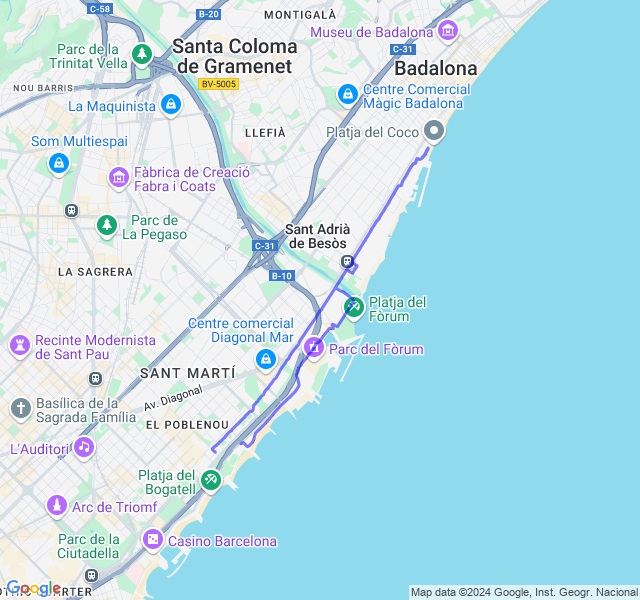 C-58
B-20
MONTIGALÀ
Museu de Badalona
Parc de la
Trinitat Vella
Santa Coloma
de Gramenet
C-31
Badalona
NOU BARRIS
BV-5005
La Maquinista
Centre Comercial
Màgic Badalona
Som Multiespai
LLEFIÀ
Platja del Coco
Fàbrica de Creació
Fabra i Coats
Parc de
La Pegaso
Sant Adrià
de Besòs
C-31
LA SAGRERA
B-10
Platja del
Fòrum
Centre comercial
Diagonal Mar
Recinte Modernista
de Sant Pau
Parc del Fòrum
SANT MARTÍ
Av. Diagonal
Basílica de la
Sagrada Família
EL POBLENOU
L'Auditori
Platja del
Bogatell
Arc de Triomf
Parc de la
Ciutadella
Casino Barcelona
Google
Map data ©2024 Google, Inst. Geogr. Nacional